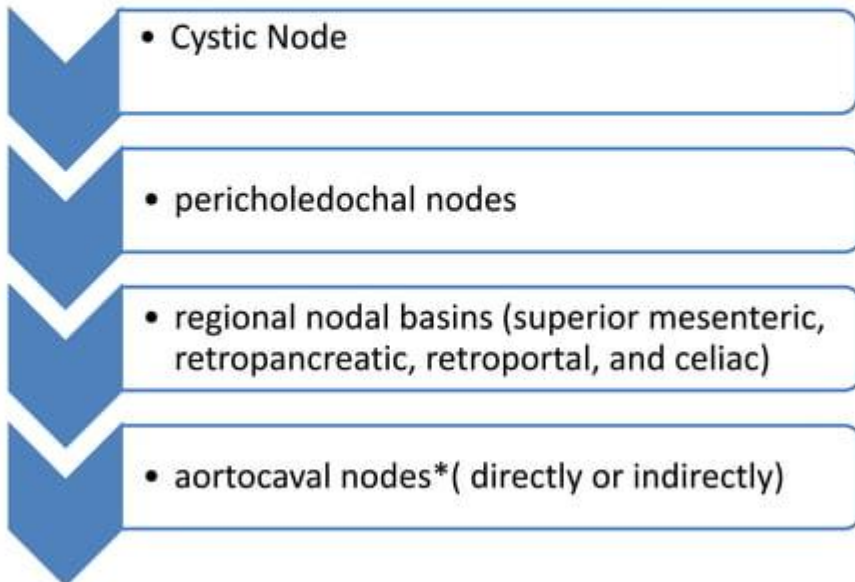 • Cystic Node
• pericholedochal nodes
• regional nodal basins (superior mesenteric,
retropancreatic, retroportal, and celiac)
• aortocaval nodes*( directly or indirectly)